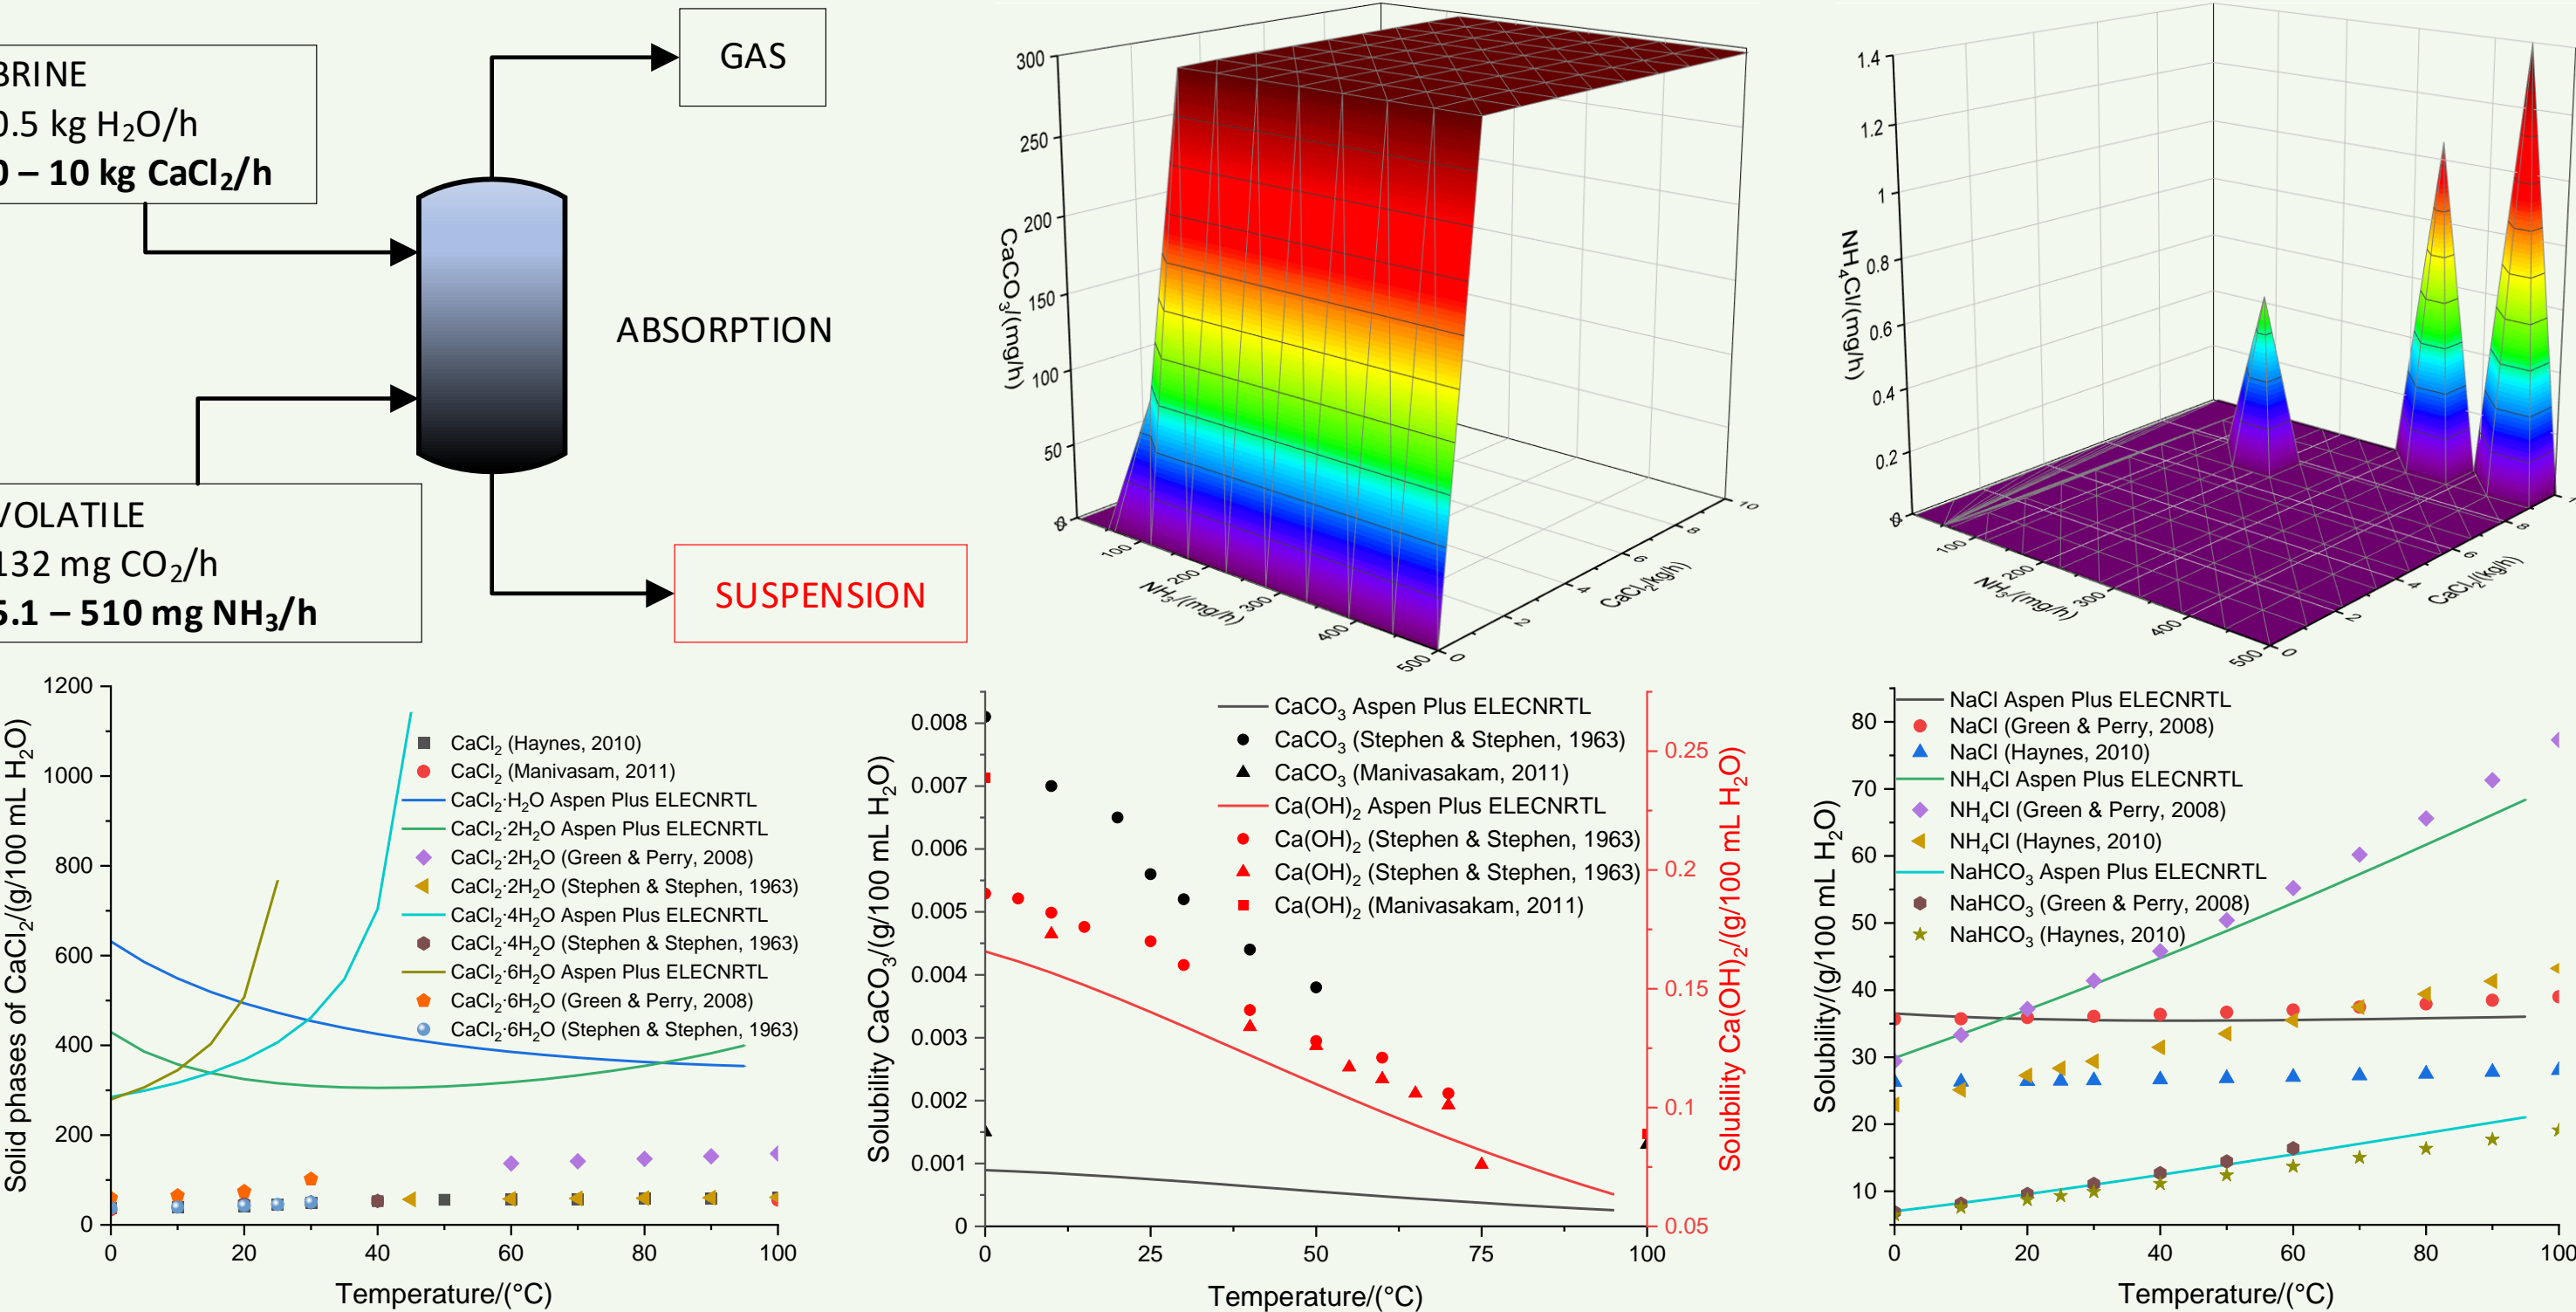 BRINE
0.5 kg H₂O/h
0 – 10 kg CaCl₂/h
GAS
ABSORPTION
VOLATILE
132 mg CO₂/h
5.1 – 510 mg NH₃/h
SUSPENSION
CaCO₃/(mg/h)
300
250
200
150
100
50
0
100
200
300
400
500
NH₃/(mg/h)
0
2
4
6
8
10
CaCl₂/(kg/h)
NH₄Cl/(mg/h)
1.4
1.2
1
0.8
0.6
0.4
0.2
0
100
200
300
400
500
NH₃/(mg/h)
0
2
4
6
8
CaCl₂/(kg/h)
Solid phases of CaCl₂/(g/100 mL H₂O)
1200
1000
800
600
400
200
0
0 20 40 60 80 100
Temperature/(°C)
CaCl₂ (Haynes, 2010)
CaCl₂ (Manivasam, 2011)
CaCl₂·H₂O Aspen Plus ELECNRTL
CaCl₂·2H₂O Aspen Plus ELECNRTL
CaCl₂·2H₂O (Green & Perry, 2008)
CaCl₂·2H₂O (Stephen & Stephen, 1963)
CaCl₂·4H₂O Aspen Plus ELECNRTL
CaCl₂·4H₂O (Stephen & Stephen, 1963)
CaCl₂·6H₂O Aspen Plus ELECNRTL
CaCl₂·6H₂O (Green & Perry, 2008)
CaCl₂·6H₂O (Stephen & Stephen, 1963)
Solubility CaCO₃/(g/100 mL H₂O)
0.008
0.007
0.006
0.005
0.004
0.003
0.002
0.001
0
0 25 50 75 100
Temperature/(°C)
CaCO₃ Aspen Plus ELECNRTL
CaCO₃ (Stephen & Stephen, 1963)
CaCO₃ (Manivasakam, 2011)
Ca(OH)₂ Aspen Plus ELECNRTL
Ca(OH)₂ (Stephen & Stephen, 1963)
Ca(OH)₂ (Stephen & Stephen, 1963)
Ca(OH)₂ (Manivasakam, 2011)
0.25
0.2
0.15
0.1
0.05
Solubility Ca(OH)₂/(g/100 mL H₂O)
Solubility/(g/100 mL H₂O)
80
70
60
50
40
30
20
10
0 20 40 60 80 100
Temperature/(°C)
NaCl Aspen Plus ELECNRTL
NaCl (Green & Perry, 2008)
NaCl (Haynes, 2010)
NH₄Cl Aspen Plus ELECNRTL
NH₄Cl (Green & Perry, 2008)
NH₄Cl (Haynes, 2010)
NaHCO₃ Aspen Plus ELECNRTL
NaHCO₃ (Green & Perry, 2008)
NaHCO₃ (Haynes, 2010)